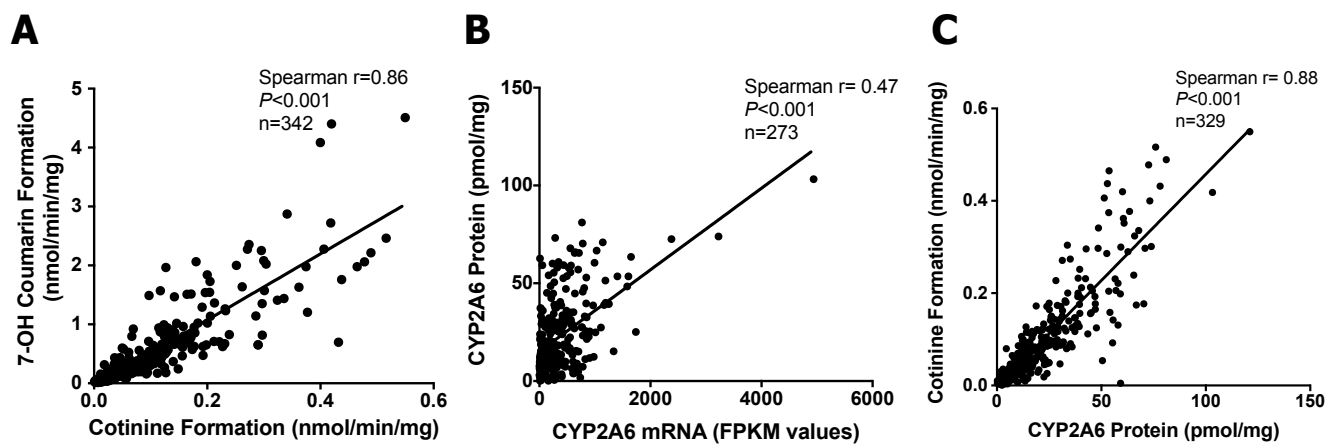 A
Spearman r=0.86
P<0.001
n=342
7-OH Coumarin Formation
(nmol/min/mg)
5
4
3
2
1
0
0.0 0.2 0.4 0.6
Cotinine Formation (nmol/min/mg)
B
Spearman r= 0.47
P<0.001
n=273
CYP2A6 Protein (pmol/mg)
150
100
50
0
0 2000 4000 6000
CYP2A6 mRNA (FPKM values)
C
Spearman r= 0.88
P<0.001
n=329
Cotinine Formation (nmol/min/mg)
0.6
0.4
0.2
0.0
0 50 100 150
CYP2A6 Protein (pmol/mg)